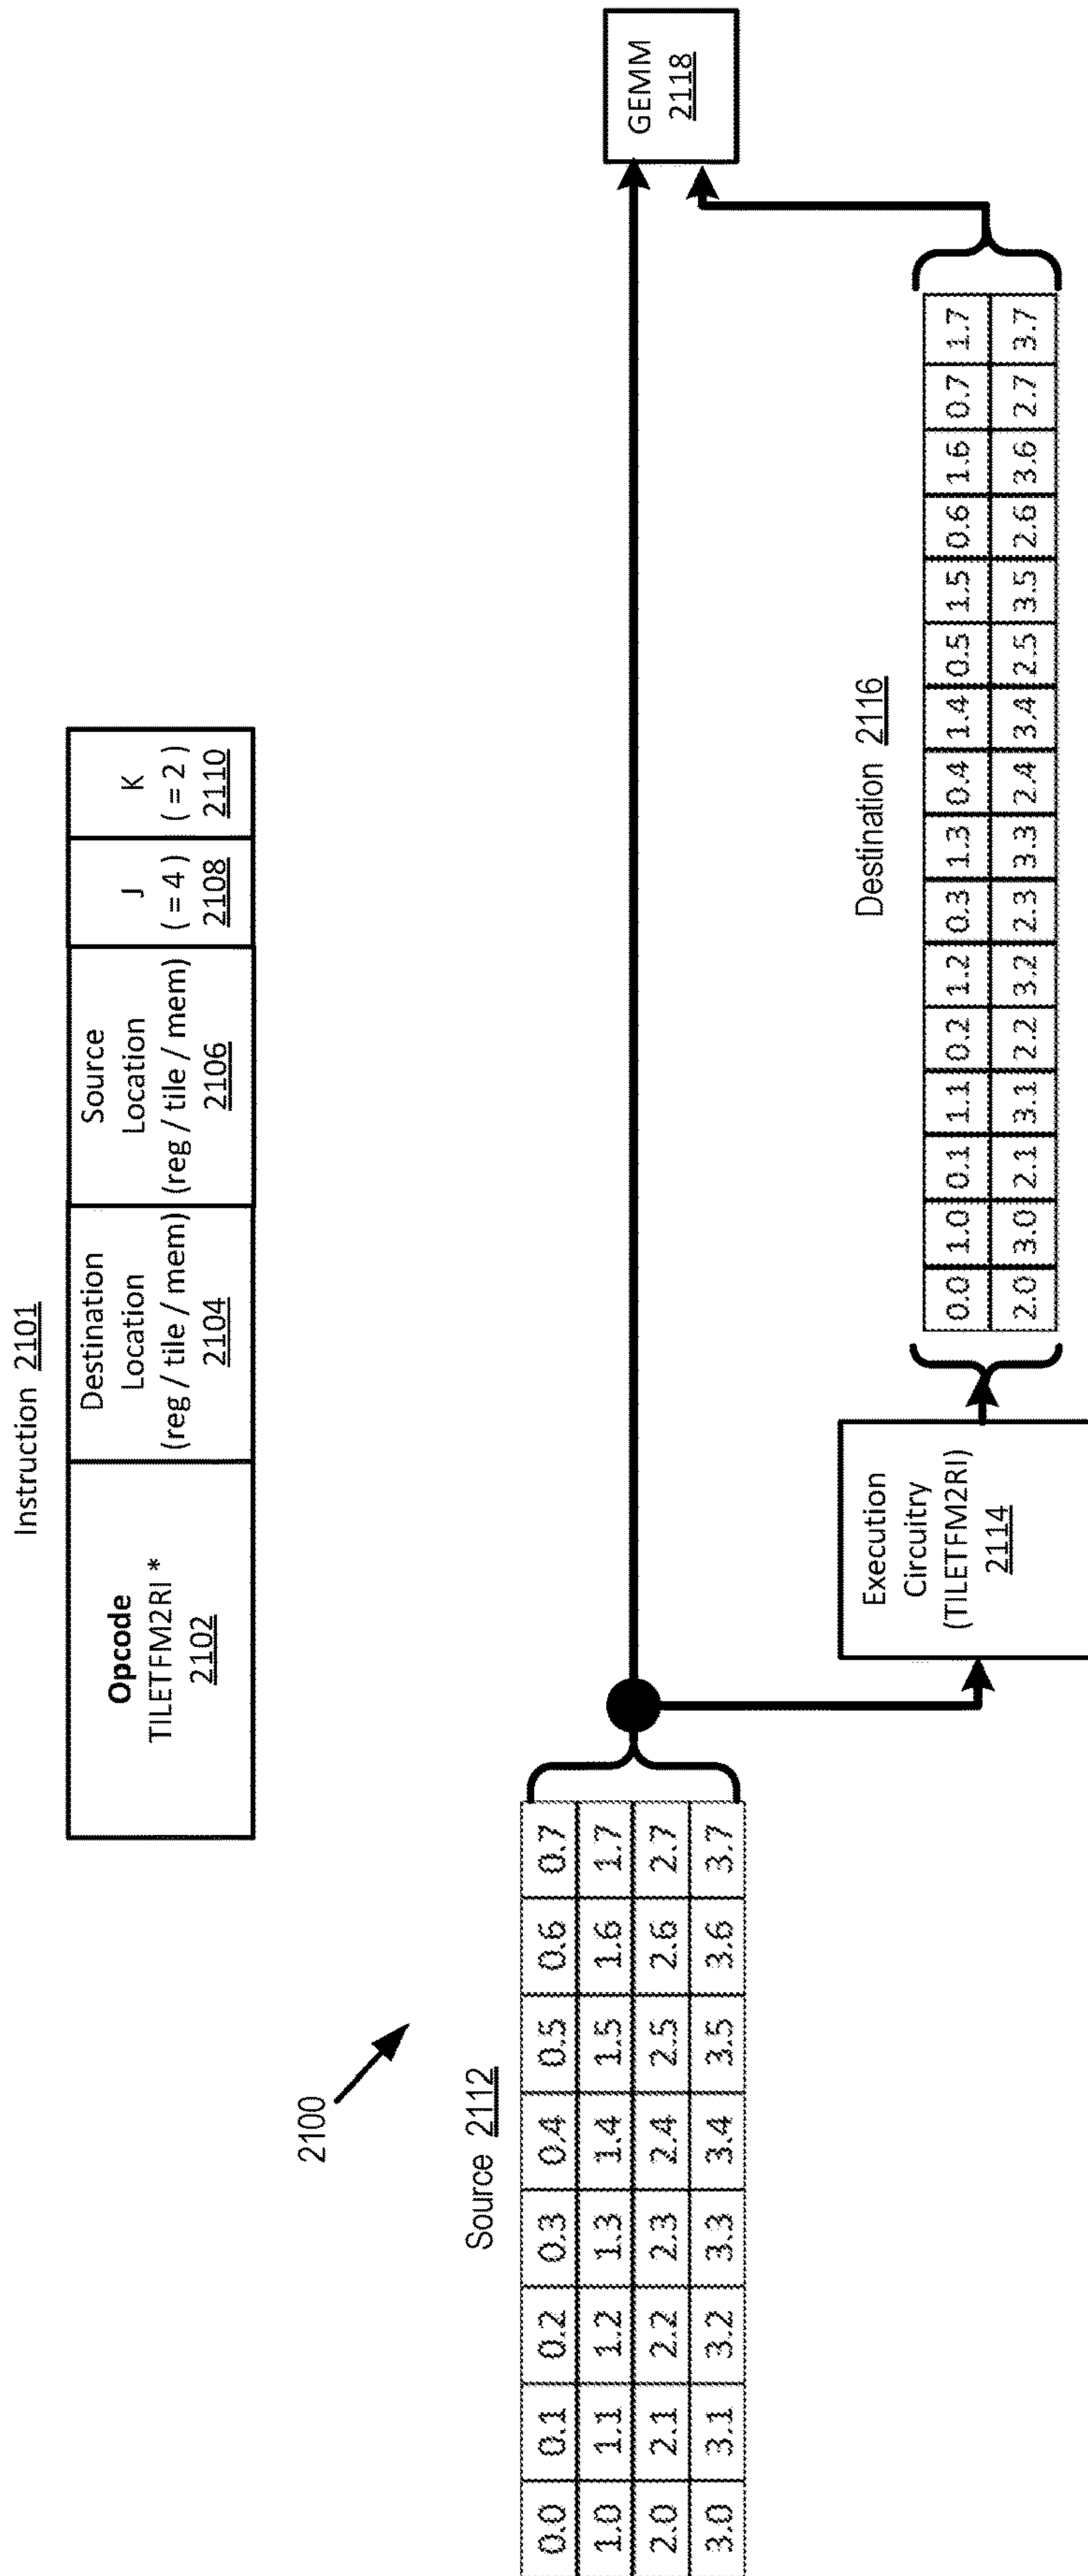 Instruction 2101
Opcode
TILETFM2RI *
2102
Destination
Location
(reg / tile / mem)
2104
Source
Location
(reg / tile / mem)
2106
J
( = 4 )
2108
K
( = 2 )
2110
2100
Source 2112
0.0 0.1 0.2 0.3 0.4 0.5 0.6 0.7
1.0 1.1 1.2 1.3 1.4 1.5 1.6 1.7
2.0 2.1 2.2 2.3 2.4 2.5 2.6 2.7
3.0 3.1 3.2 3.3 3.4 3.5 3.6 3.7
GEMM
2118
Execution
Circuitry
(TILETFM2RI)
2114
Destination 2116
0.0 1.0 0.1 1.1 0.2 1.2 0.3 1.3 0.4 1.4 0.5 1.5 0.6 1.6 0.7 1.7
2.0 3.0 2.1 3.1 2.2 3.2 2.3 3.3 2.4 3.4 2.5 3.5 2.6 3.6 2.7 3.7